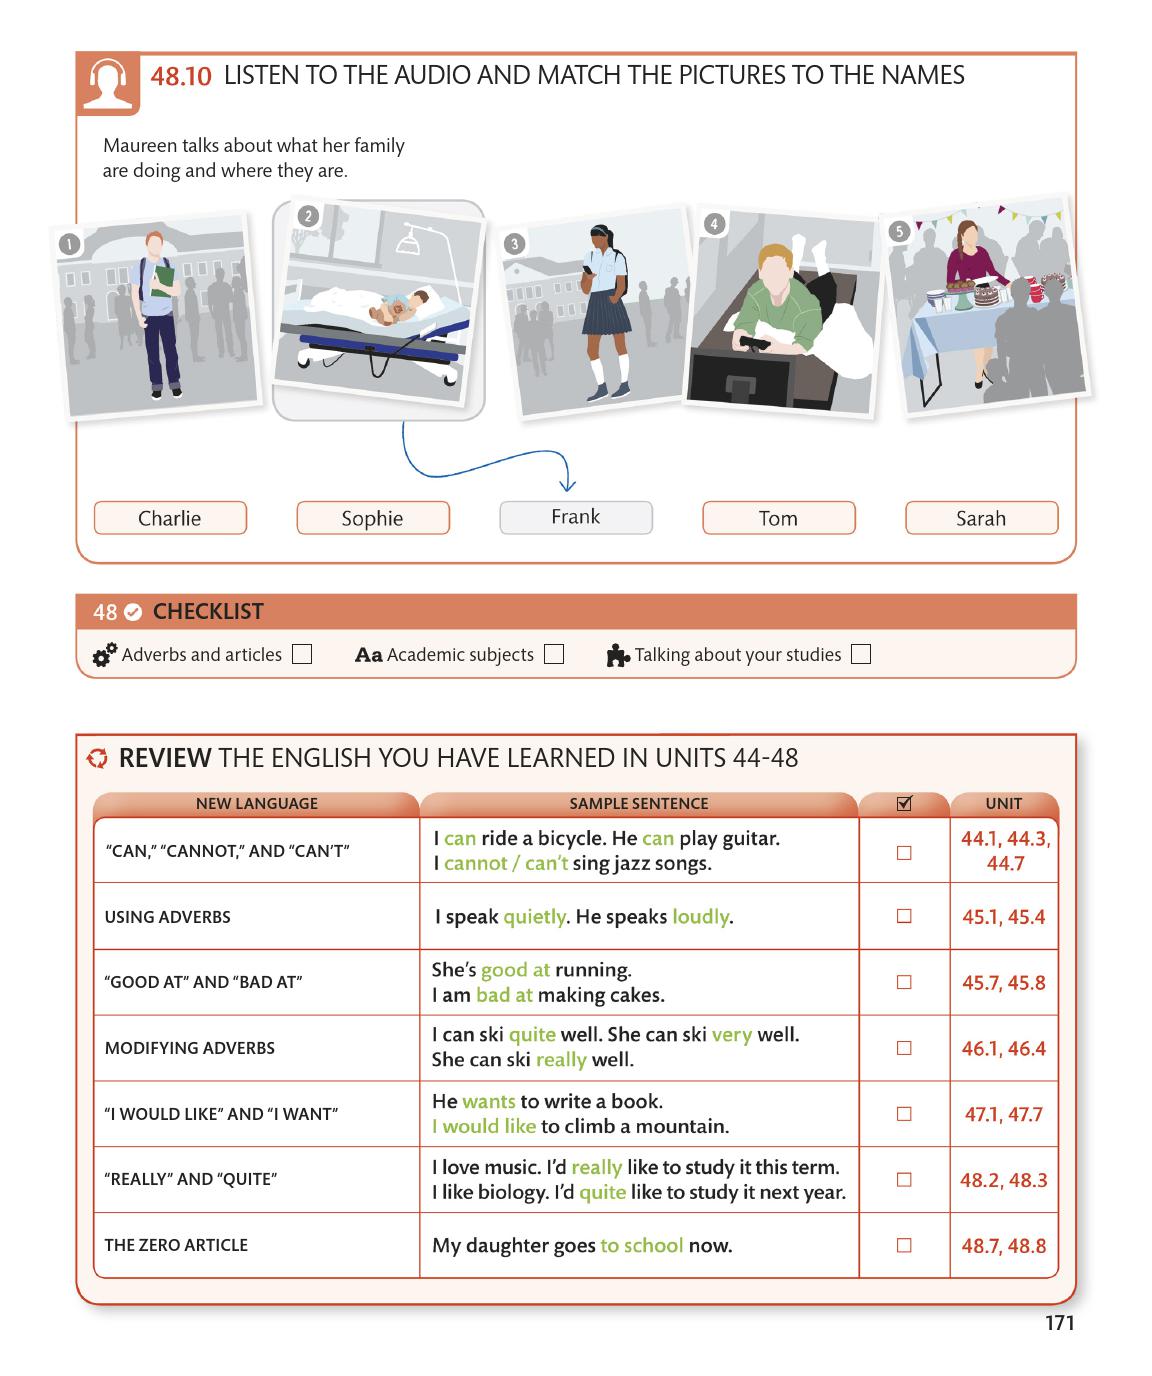 48.10 LISTEN TO THE AUDIO AND MATCH THE PICTURES TO THE NAMES
Maureen talks about what her family
are doing and where they are.
1
2
3
4
5
Charlie
Sophie
Frank
Tom
Sarah
48 CHECKLIST
Adverbs and articles
Aa Academic subjects
Talking about your studies
REVIEW THE ENGLISH YOU HAVE LEARNED IN UNITS 44-48
NEW LANGUAGE
SAMPLE SENTENCE
UNIT
“CAN,” “CANNOT,” AND “CAN’T”
I can ride a bicycle. He can play guitar.
I cannot / can’t sing jazz songs.
44.1, 44.3,
44.7
USING ADVERBS
I speak quietly. He speaks loudly.
45.1, 45.4
“GOOD AT” AND “BAD AT”
She’s good at running.
I am bad at making cakes.
45.7, 45.8
MODIFYING ADVERBS
I can ski quite well. She can ski very well.
She can ski really well.
46.1, 46.4
“I WOULD LIKE” AND “I WANT”
He wants to write a book.
I would like to climb a mountain.
47.1, 47.7
“REALLY” AND “QUITE”
I love music. I’d really like to study it this term.
I like biology. I’d quite like to study it next year.
48.2, 48.3
THE ZERO ARTICLE
My daughter goes to school now.
48.7, 48.8
171